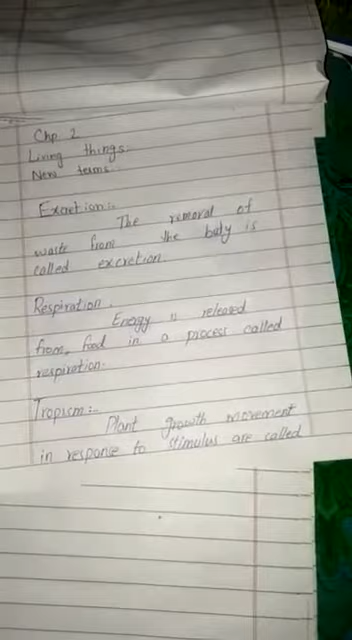 Chp 2
Living things:
New terms:
Excretion:-
The removal of
waste from the body is
called excretion
Respiration.
Energy is released
from, food in a process called
respiration.
Tropism:-
Plant growth movement
in response to stimulus are called